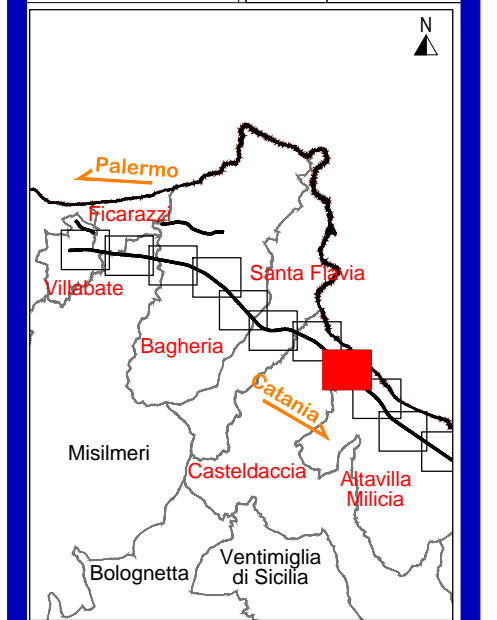 N
Palermo
Ficarazzi
Santa Flavia
Villabate
Bagheria
Catania
Misilmeri
Casteldaccia
Altavilla
Milicia
Ventimiglia
di Sicilia
Bolognetta